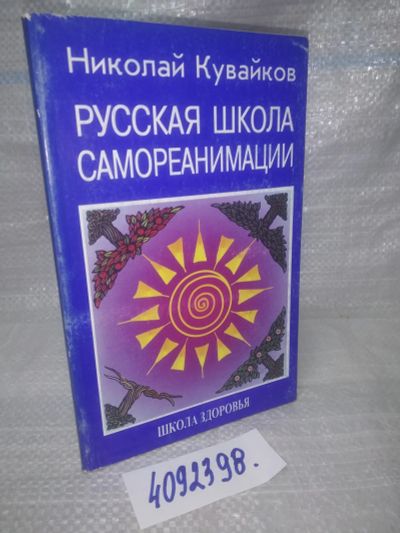 Николай Кувайков
РУССКАЯ ШКОЛА
САМОРЕАНИМАЦИИ
ШКОЛА ЗДОРОВЬЯ
4092398.